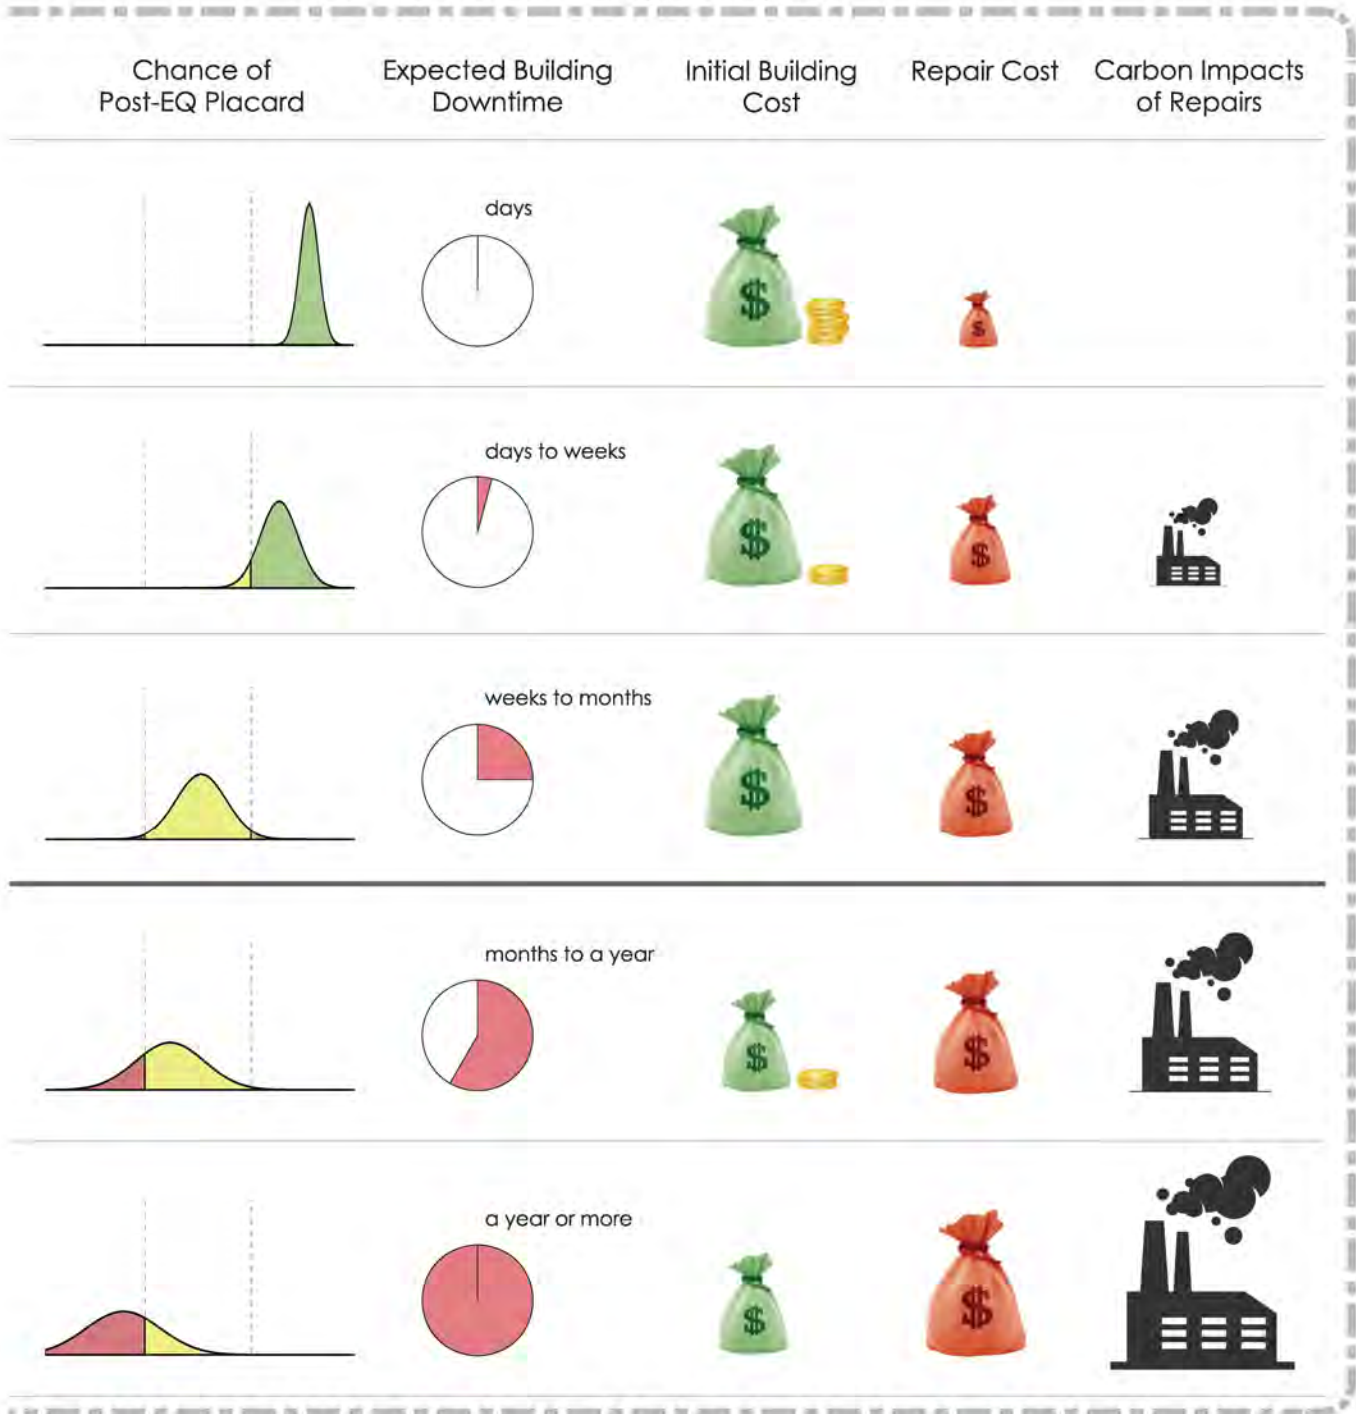 Chance of
Post-EQ Placard
Expected Building
Downtime
Initial Building
Cost
Repair Cost
Carbon Impacts
of Repairs
days
$
$
days to weeks
$
$
weeks to months
$
$
months to a year
$
$
a year or more
$
$